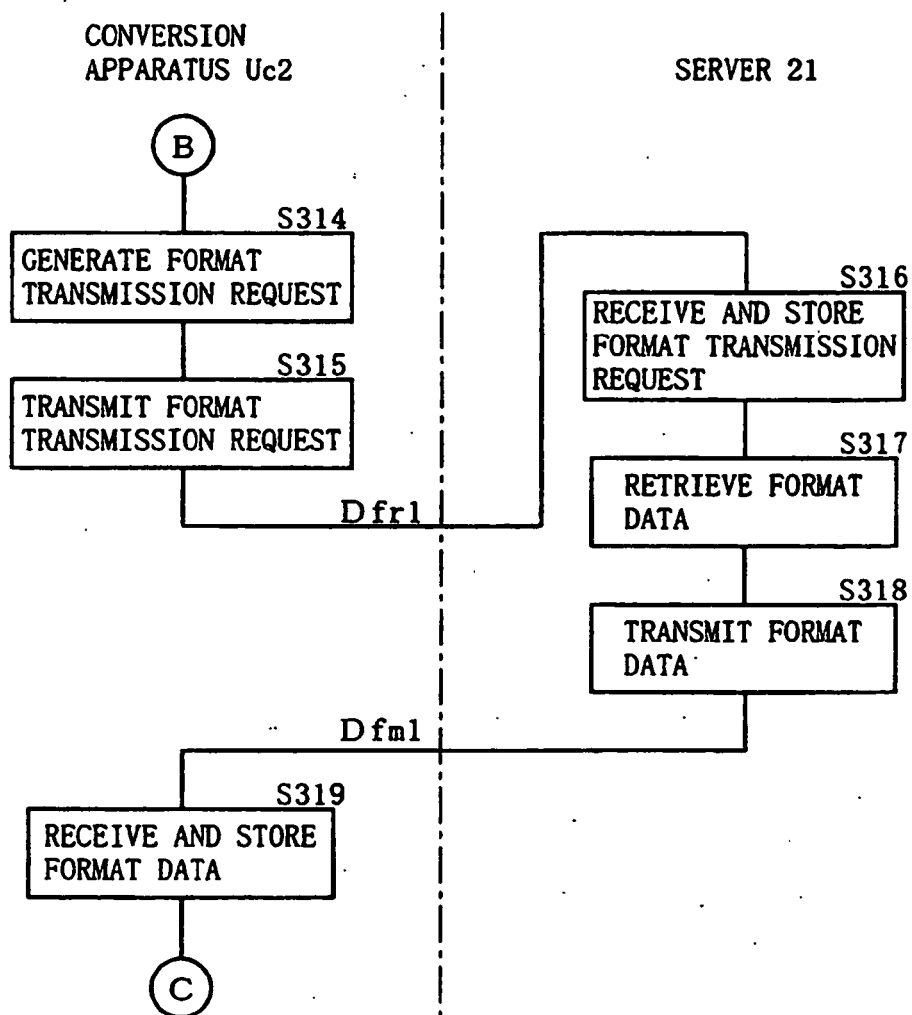 CONVERSION
APPARATUS Uc2
SERVER 21
B
S314
GENERATE FORMAT
TRANSMISSION REQUEST
S315
TRANSMIT FORMAT
TRANSMISSION REQUEST
Dfr1
S316
RECEIVE AND STORE
FORMAT TRANSMISSION
REQUEST
S317
RETRIEVE FORMAT
DATA
S318
TRANSMIT FORMAT
DATA
Dfm1
S319
RECEIVE AND STORE
FORMAT DATA
C